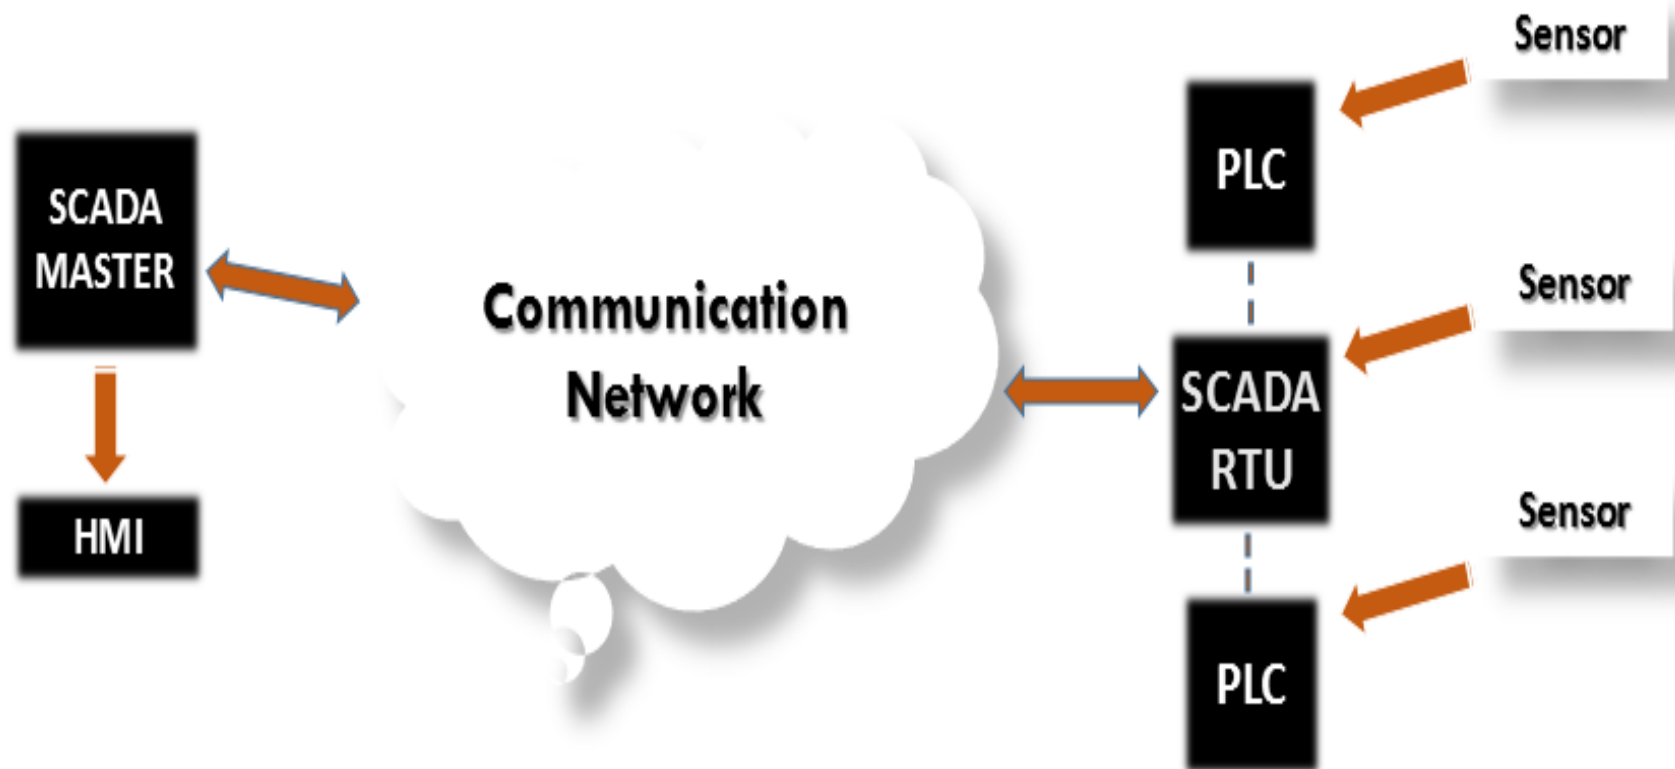 SCADA
MASTER
HMI
Communication
Network
PLC
SCADA
RTU
PLC
Sensor
Sensor
Sensor